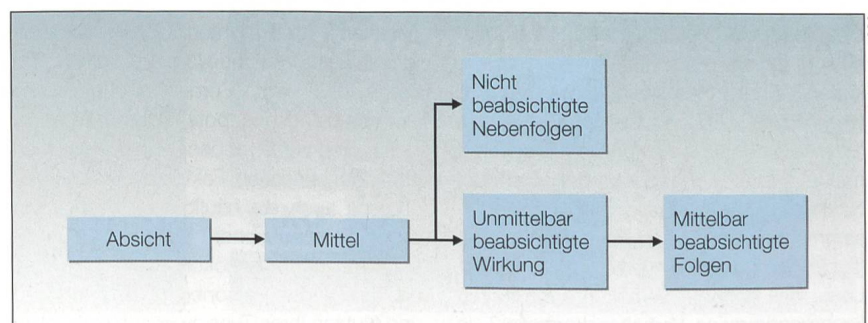 Nicht
beabsichtigte
Nebenfolgen
Absicht
Mittel
Unmittelbar
beabsichtigte
Wirkung
Mittelbar
beabsichtigte
Folgen